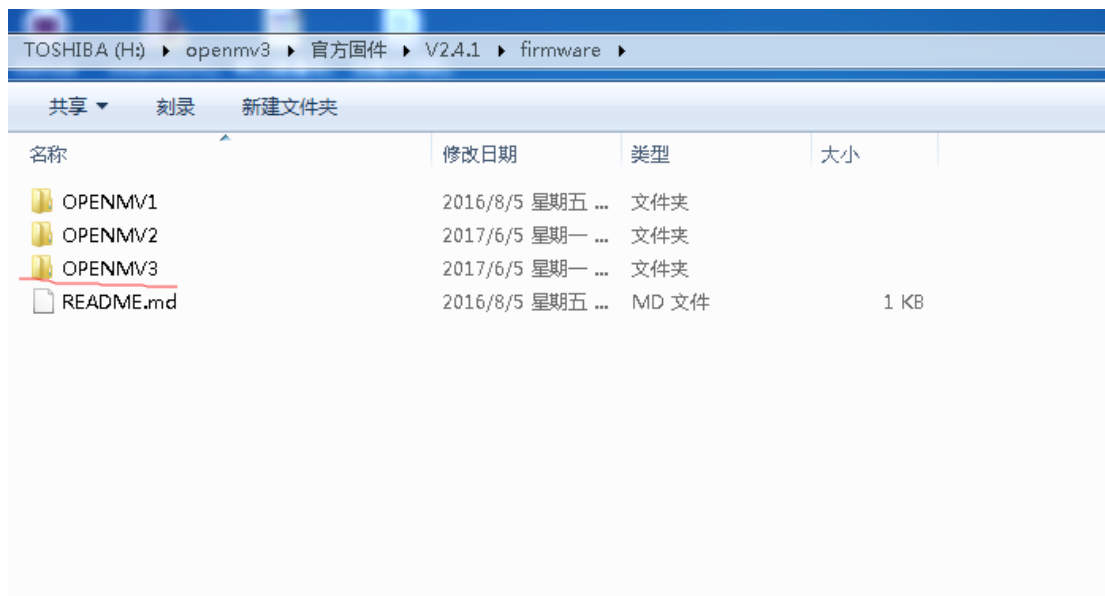 TOSHIBA (H:) ▸ openmv3 ▸ 官方固件 ▸ V2.4.1 ▸ firmware ▸
共享 ▾ 刻录 新建文件夹
名称 修改日期 类型 大小
OPENMV1 2016/8/5 星期五 ... 文件夹
OPENMV2 2017/6/5 星期一 ... 文件夹
OPENMV3 2017/6/5 星期一 ... 文件夹
README.md 2016/8/5 星期五 ... MD 文件 1 KB